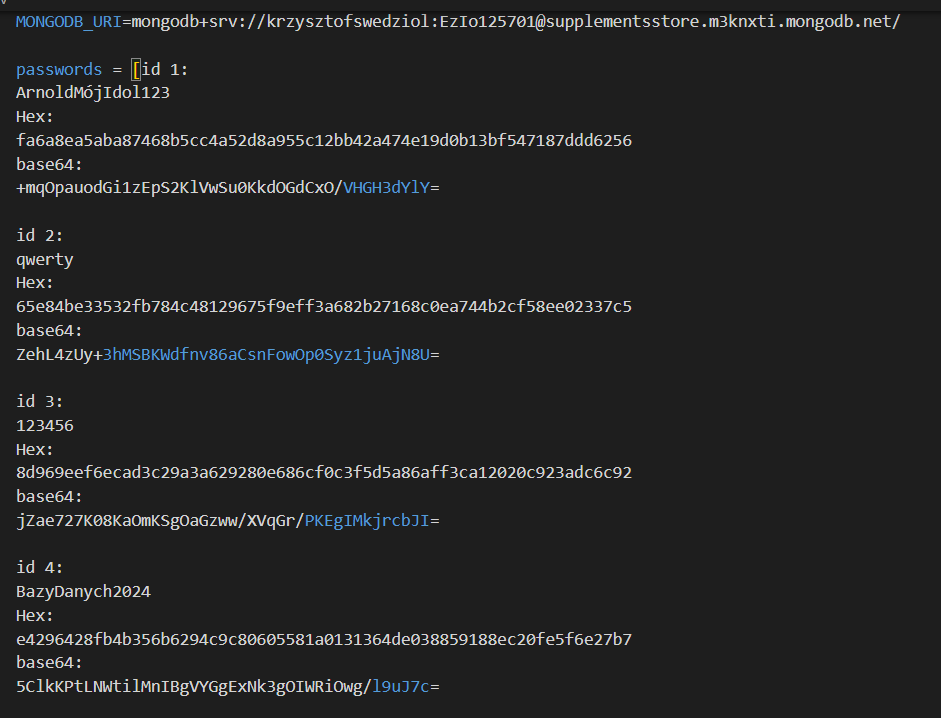 MONGODB_URI=mongodb+srv://krzysztofswedziol:EzIo125701@supplementsstore.m3knxti.mongodb.net/
passwords = [id 1:
ArnoldMójIdol123
Hex:
fa6a8ea5aba87468b5cc4a52d8a955c12bb42a474e19d0b13bf547187ddd6256
base64:
+mqOpauodGi1zEpS2KlVwSu0KkdOGdCxO/VHGH3dYlY=
id 2:
qwerty
Hex:
65e84be33532fb784c48129675f9eff3a682b27168c0ea744b2cf58ee02337c5
base64:
ZehL4zUy+3hMSBKWdfnv86aCsnFowOp0Syz1juAjN8U=
id 3:
123456
Hex:
8d969eef6ecad3c29a3a629280e686cf0c3f5d5a86aff3ca12020c923adc6c92
base64:
jZae727K08KaOmKSgOaGzww/XVqGr/PKEgIMkjrcbJI=
id 4:
BazyDanych2024
Hex:
e4296428fb4b356b6294c9c80605581a0131364de038859188ec20fe5f6e27b7
base64:
5ClkKPtLNWtilMnIBgVYGgExNk3gOIWRiOwg/l9uJ7c=